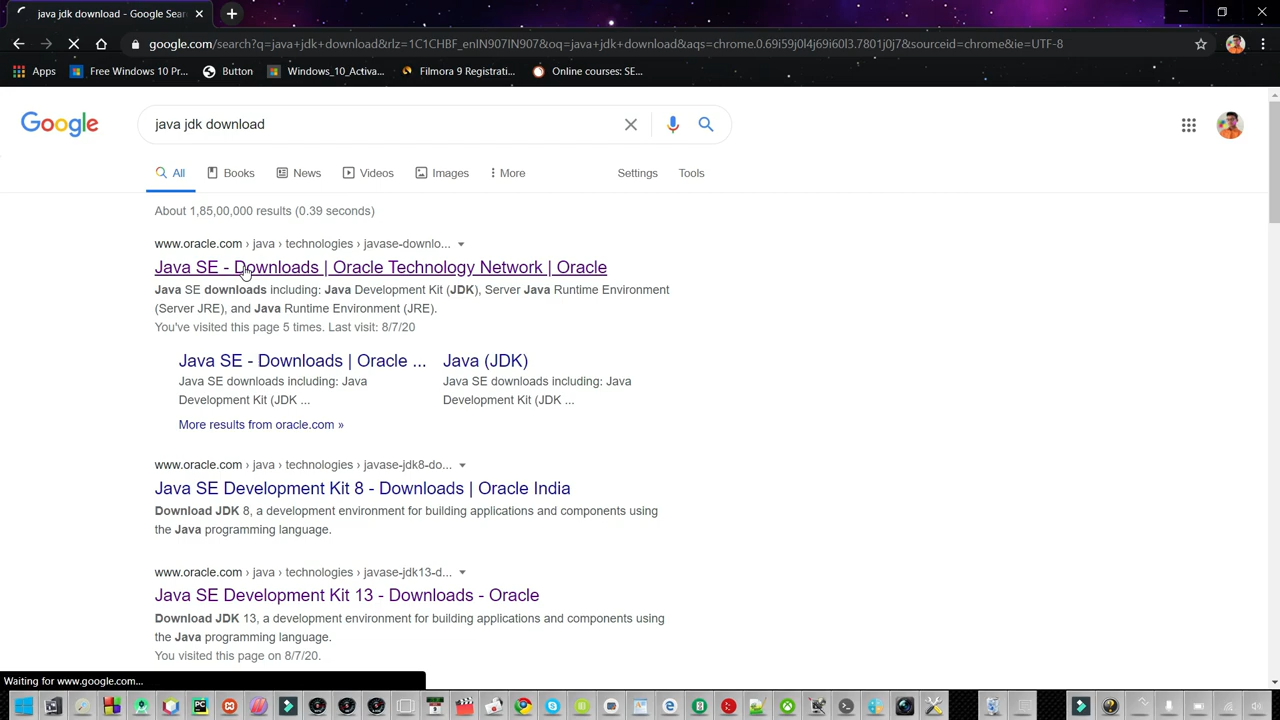 java jdk download - Google Sear
google.com/search?q=java+jdk+download&rlz=1C1CHBF_enIN907IN907&oq=java+jdk+download&aqs=chrome.0.69i59j0l4j69i60l3.7801j0j7&sourceid=chrome&ie=UTF-8
Apps Free Windows 10 Pr... Button Windows_10_Activa... Filmora 9 Registrati... Online courses: SE...
Google java jdk download
All Books News Videos Images More Settings Tools
About 1,85,00,000 results (0.39 seconds)
www.oracle.com › java › technologies › javase-downlo...
Java SE - Downloads | Oracle Technology Network | Oracle
Java SE downloads including: Java Development Kit (JDK), Server Java Runtime Environment
(Server JRE), and Java Runtime Environment (JRE).
You've visited this page 5 times. Last visit: 8/7/20
Java SE - Downloads | Oracle ... Java (JDK)
Java SE downloads including: Java Java SE downloads including: Java
Development Kit (JDK ... Development Kit (JDK ...
More results from oracle.com »
www.oracle.com › java › technologies › javase-jdk8-do...
Java SE Development Kit 8 - Downloads | Oracle India
Download JDK 8, a development environment for building applications and components using
the Java programming language.
www.oracle.com › java › technologies › javase-jdk13-d...
Java SE Development Kit 13 - Downloads - Oracle
Download JDK 13, a development environment for building applications and components using
the Java programming language.
You visited this page on 8/7/20.
Waiting for www.google.com...